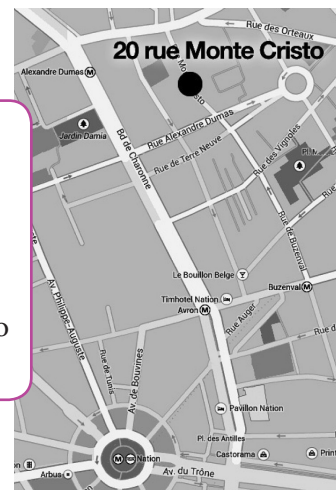 Rue des Orteaux
20 rue Monte Cristo
Alexandre Dumas M
Jardin Damia
Bd de Charonne
Rue Alexandre Dumas
Rue de Terre Neuve
Rue des Vignoles
Rue de Buzenval
Le Bouillon Belge
Buzenval M
Timhotel Nation
Avron M
Rue Auger
Av. Philippe-Auguste
Rue de Tunis
Av. de Bouvines
Pavillon Nation
Pl. des Antilles
Castorama
M RER Nation
Arbus
Av. du Trône